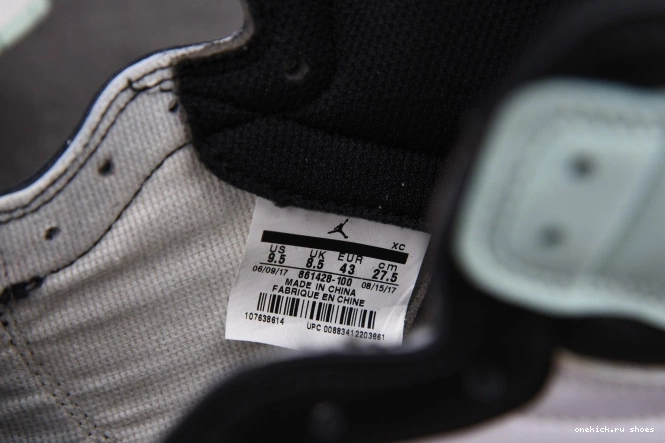 XC
US UK EUR cm
9.5 8.5 43 27.5
06/09/17 861428-100 08/15/17
MADE IN CHINA
FABRIQUE EN CHINE
107638614 UPC 00883412203661
onekick.ru shoes